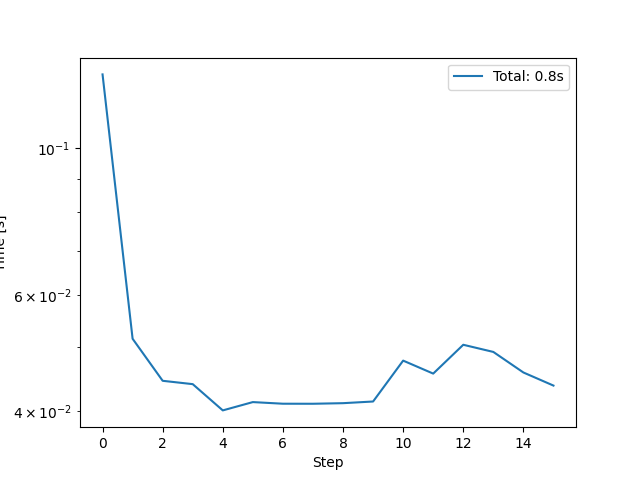 Total: 0.8s
10⁻¹
6 × 10⁻²
4 × 10⁻²
[s]
0 2 4 6 8 10 12 14
Step